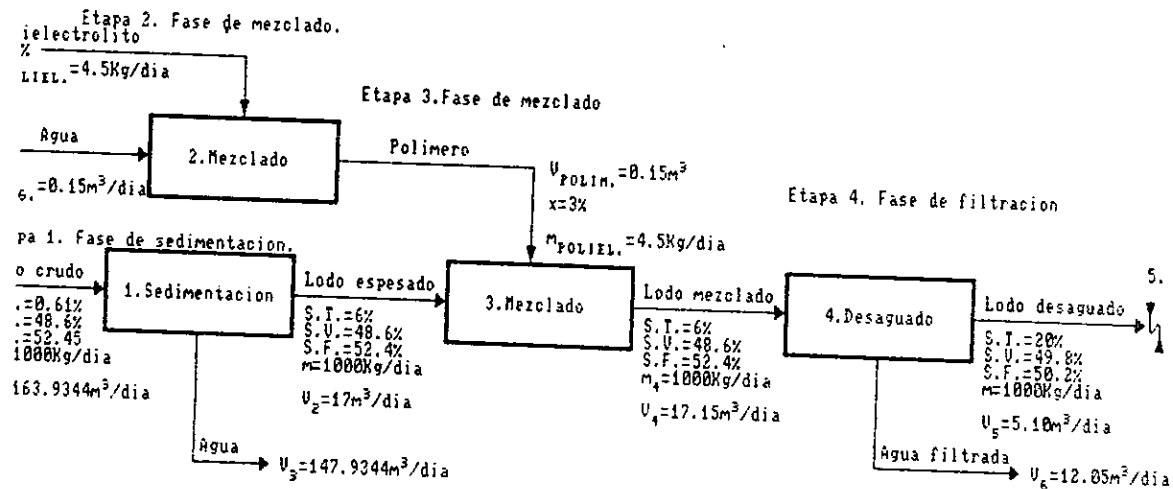 Etapa 2. Fase de mezclado.
ielectrolito
%
LIEL.=4.5Kg/dia
Etapa 3.Fase de mezclado
Agua
2.Mezclado
Polimero
V_POLIM.=0.15m³
x=3%
m_POLIEL.=4.5Kg/dia
G.=0.15m³/dia
Etapa 4. Fase de filtracion
pa 1. Fase de sedimentacion.
o crudo
.=0.61%
.=48.6%
.=52.45
1000Kg/dia
163.9344m³/dia
1.Sedimentacion
Lodo espesado
S.T.=6%
S.V.=48.6%
S.F.=52.4%
m=1000Kg/dia
V₂=17m³/dia
Agua
V₃=147.9344m³/dia
3.Mezclado
Lodo mezclado
S.T.=6%
S.V.=48.6%
S.F.=52.4%
m₄=1000Kg/dia
V₄=17.15m³/dia
4.Desaguado
Lodo desaguado
S.T.=20%
S.V.=49.8%
S.F.=50.2%
m=1000Kg/dia
V₅=5.10m³/dia
Agua filtrada
V₆=12.05m³/dia
5.